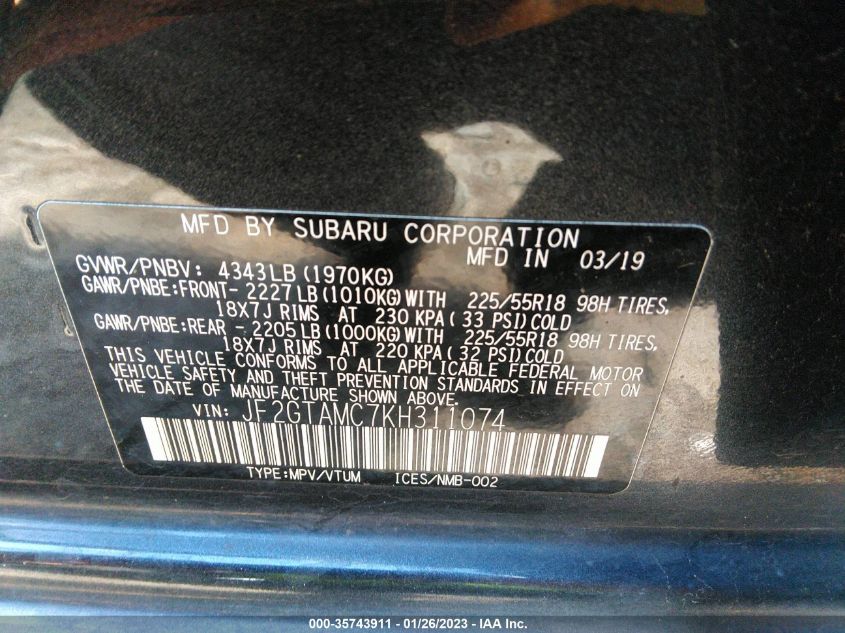 MFD BY SUBARU CORPORATION
GVWR/PNBV: 4343LB (1970KG) MFD IN 03/19
GAWR/PNBE:FRONT- 2227 LB (1010KG) WITH 225/55R18 98H TIRES,
18X7J RIMS AT 230 KPA ( 33 PSI) COLD
GAWR/PNBE:REAR - 2205 LB (1000KG) WITH 225/55R18 98H TIRES,
18X7J RIMS AT 220 KPA ( 32 PSI) COLD
THIS VEHICLE CONFORMS TO ALL APPLICABLE FEDERAL MOTOR
VEHICLE SAFETY AND THEFT PREVENTION STANDARDS IN EFFECT ON
THE DATE OF MANUFACTURE SHOWN ABOVE.
VIN: JF2GTAMC7KH311074
TYPE:MPV/VTUM ICES/NMB-002
000-35743911 - 01/26/2023 - IAA Inc.